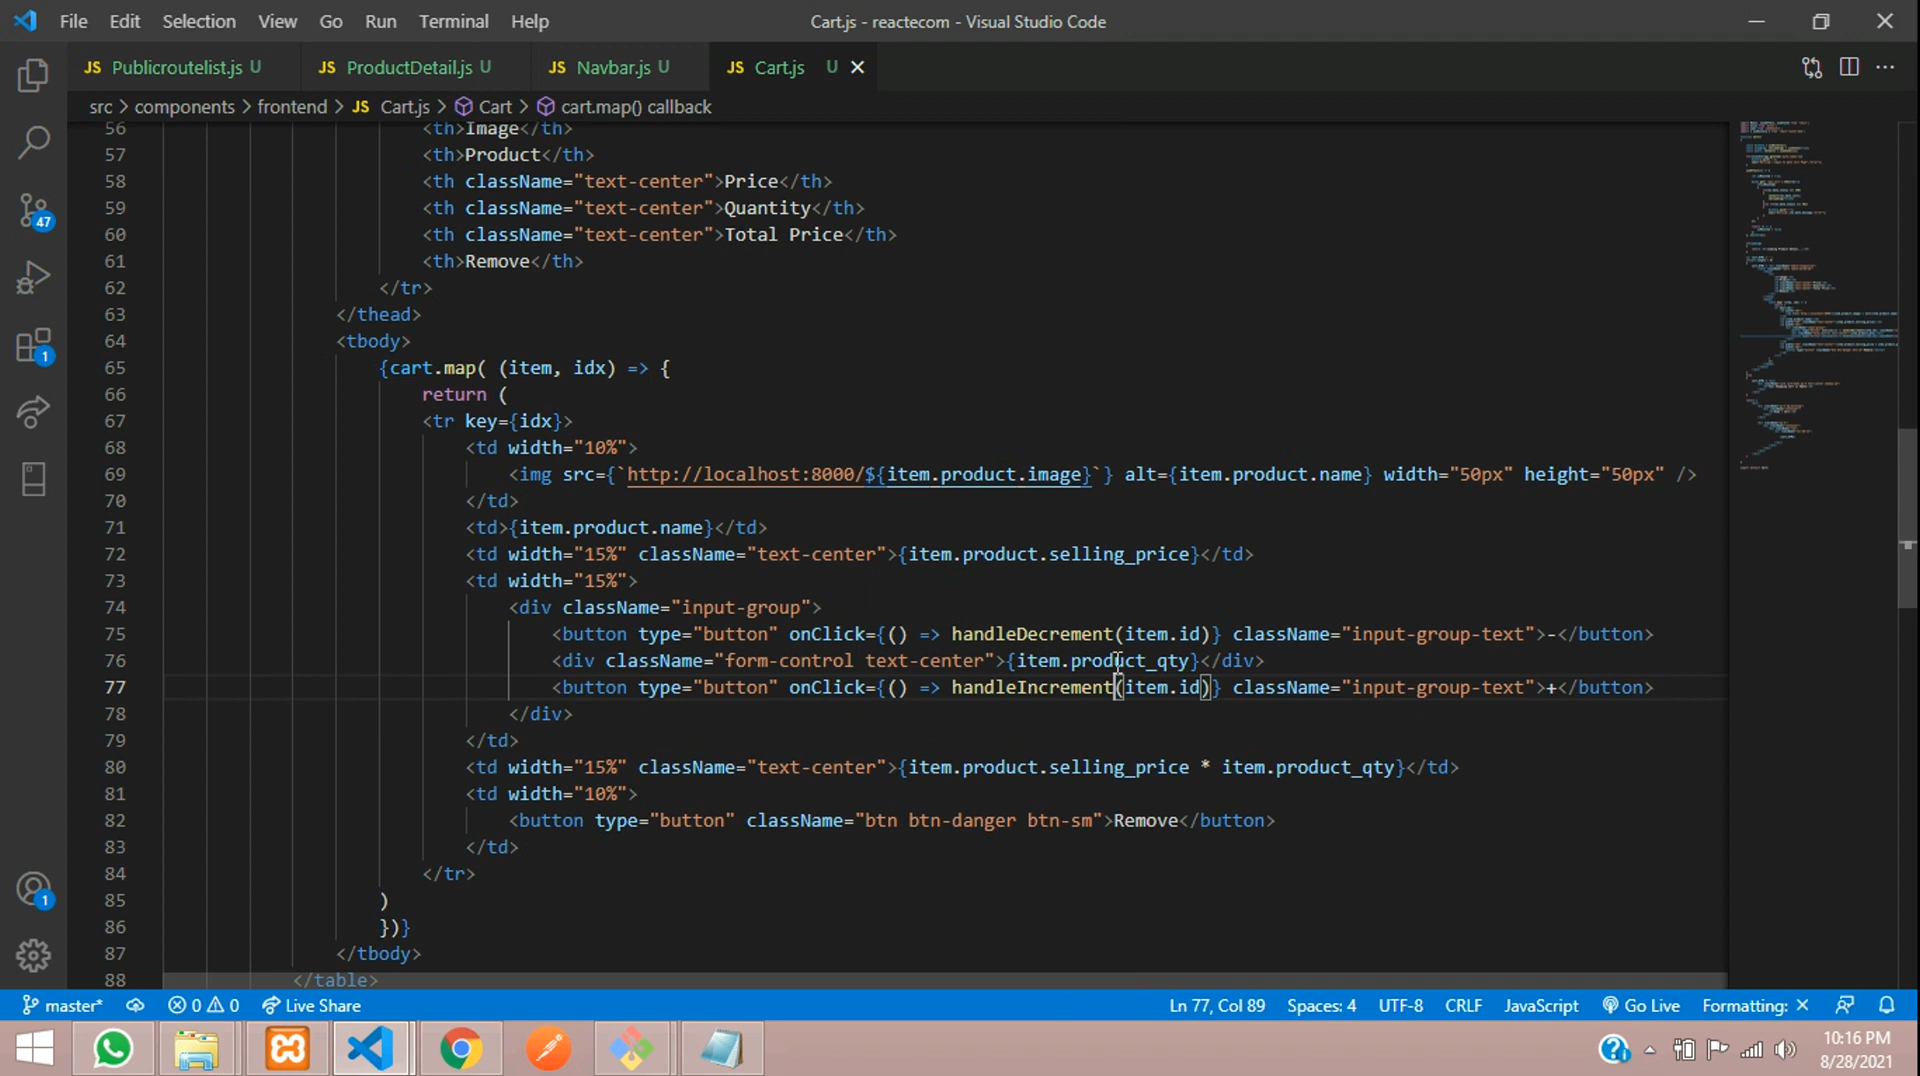 File Edit Selection View Go Run Terminal Help Cart.js - reactecom - Visual Studio Code
JS Publicroutelist.js U JS ProductDetail.js U JS Navbar.js U JS Cart.js U
src > components > frontend > JS Cart.js > Cart > cart.map() callback
56 <th>Image</th>
57 <th>Product</th>
58 <th className="text-center">Price</th>
59 <th className="text-center">Quantity</th>
60 <th className="text-center">Total Price</th>
61 <th>Remove</th>
62 </tr>
63 </thead>
64 <tbody>
65 {cart.map( (item, idx) => {
66 return (
67 <tr key={idx}>
68 <td width="10%">
69 <img src={`http://localhost:8000/${item.product.image}`} alt={item.product.name} width="50px" height="50px" />
70 </td>
71 <td>{item.product.name}</td>
72 <td width="15%" className="text-center">{item.product.selling_price}</td>
73 <td width="15%">
74 <div className="input-group">
75 <button type="button" onClick={() => handleDecrement(item.id)} className="input-group-text">-</button>
76 <div className="form-control text-center">{item.product_qty}</div>
77 <button type="button" onClick={() => handleIncrement(item.id)} className="input-group-text">+</button>
78 </div>
79 </td>
80 <td width="15%" className="text-center">{item.product.selling_price * item.product_qty}</td>
81 <td width="10%">
82 <button type="button" className="btn btn-danger btn-sm">Remove</button>
83 </td>
84 </tr>
85 )
86 })}
87 </tbody>
88 </table>
47
1
1
master* 0 0 Live Share Ln 77, Col 89 Spaces: 4 UTF-8 CRLF JavaScript Go Live Formatting: ×
10:16 PM
8/28/2021